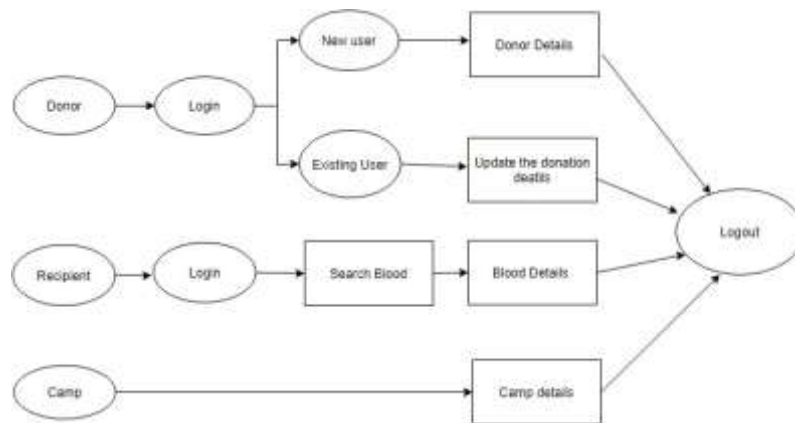 New user
Donor Details
Donor
Login
Existing User
Update the donation
deatils
Logout
Recipient
Login
Search Blood
Blood Details
Camp
Camp details